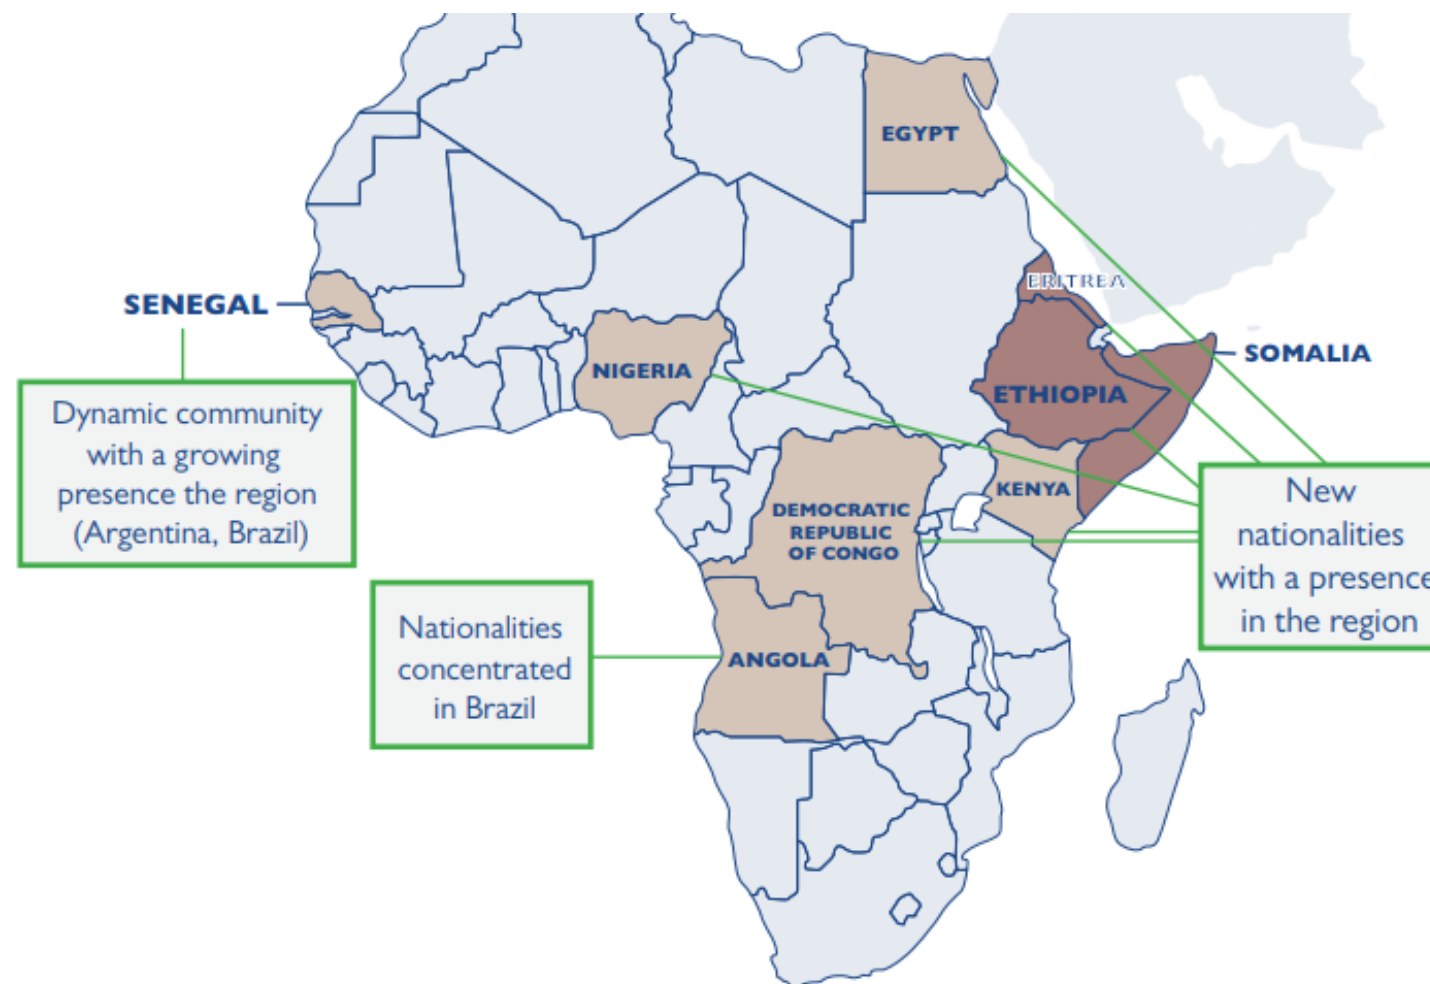 EGYPT
ERITREA
SENEGAL
SOMALIA
NIGERIA
ETHIOPIA
Dynamic community
with a growing
presence the region
(Argentina, Brazil)
KENYA
DEMOCRATIC
REPUBLIC
OF CONGO
New
nationalities
with a presence
in the region
Nationalities
concentrated
in Brazil
ANGOLA